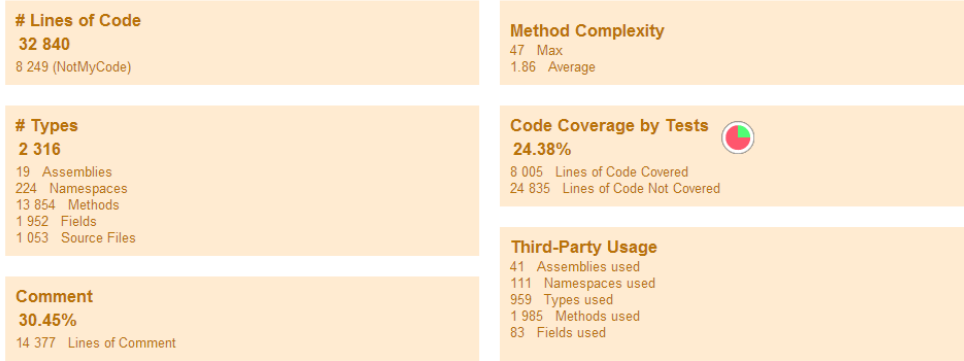 # Lines of Code
32 840
8 249 (NotMyCode)
# Types
2 316
19 Assemblies
224 Namespaces
13 854 Methods
1 952 Fields
1 053 Source Files
Comment
30.45%
14 377 Lines of Comment
Method Complexity
47 Max
1.86 Average
Code Coverage by Tests
24.38%
8 005 Lines of Code Covered
24 835 Lines of Code Not Covered
Third-Party Usage
41 Assemblies used
111 Namespaces used
959 Types used
1 985 Methods used
83 Fields used